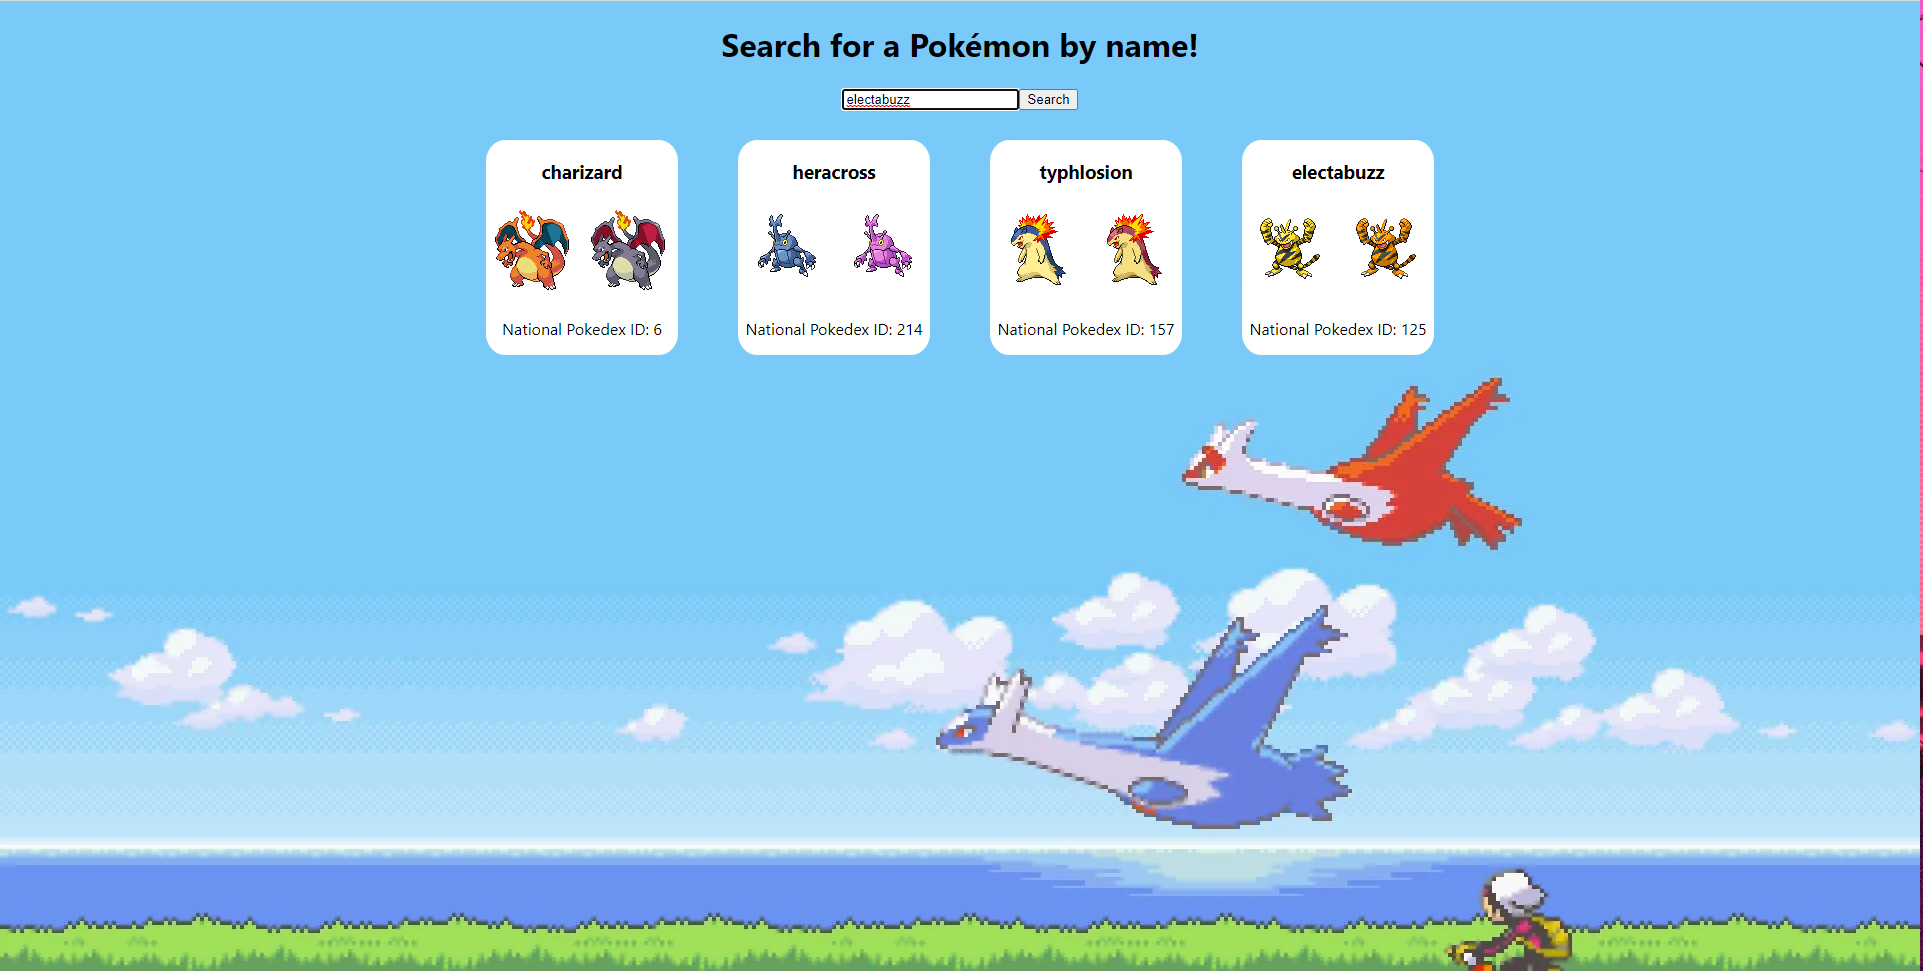 Search for a Pokémon by name!
electabuzz Search
charizard heracross typhlosion electabuzz
National Pokedex ID: 6 National Pokedex ID: 214 National Pokedex ID: 157 National Pokedex ID: 125